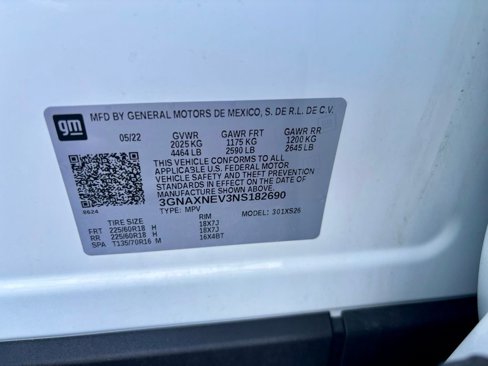 gm
MFD BY GENERAL MOTORS DE MEXICO, S. DE R.L. DE C.V.
05/22 GVWR GAWR FRT GAWR RR
2025 KG 1175 KG 1200 KG
4464 LB 2590 LB 2645 LB
THIS VEHICLE CONFORMS TO ALL
APPLICABLE U.S. FEDERAL MOTOR
VEHICLE SAFETY AND THEFT PREVENTION
STANDARDS IN EFFECT ON THE DATE OF
MANUFACTURE SHOWN ABOVE.
3GNAXNEV3NS182690
8624 TYPE: MPV MODEL: 301XS26
TIRE SIZE RIM
FRT 225/60R18 H 18X7J
RR 225/60R18 H 18X7J
SPA T135/70R16 M 16X4BT